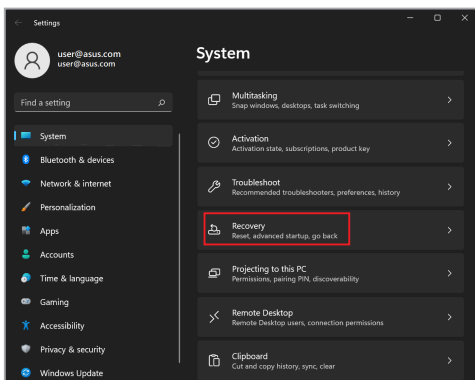 Settings
user@asus.com
user@asus.com
Find a setting
System
Bluetooth & devices
Network & internet
Personalization
Apps
Accounts
Time & language
Gaming
Accessibility
Privacy & security
Windows Update
System
Multitasking
Snap windows, desktops, task switching
Activation
Activation state, subscriptions, product key
Troubleshoot
Recommended troubleshooters, preferences, history
Recovery
Reset, advanced startup, go back
Projecting to this PC
Permissions, pairing PIN, discoverability
Remote Desktop
Remote Desktop users, connection permissions
Clipboard
Cut and copy history, sync, clear